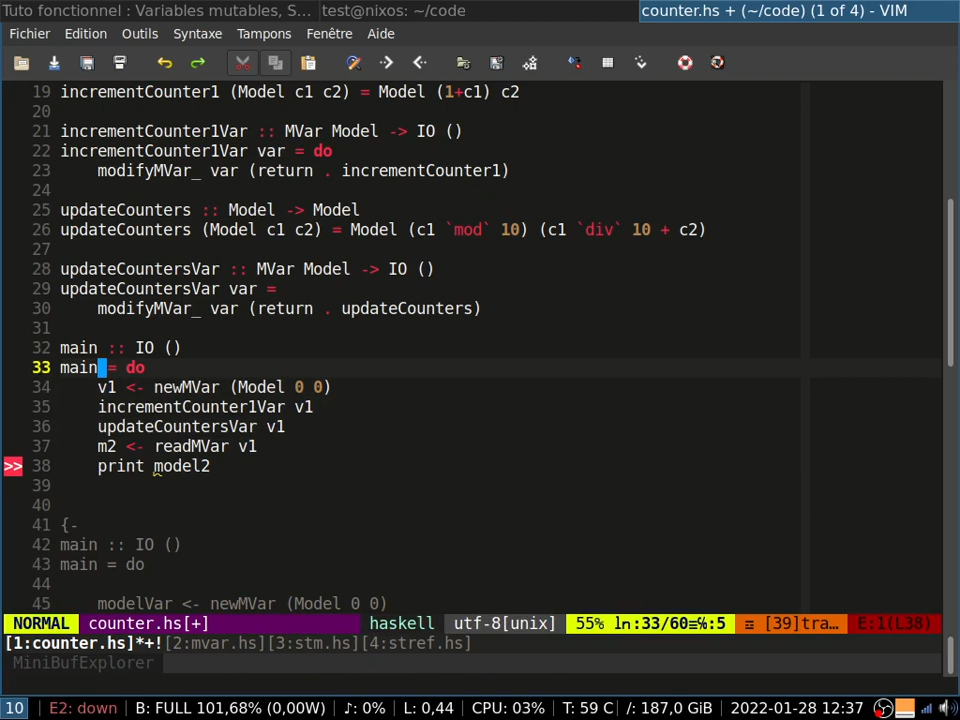 Tuto fonctionnel : Variables mutables, S... test@nixos: ~/code counter.hs + (~/code) (1 of 4) - VIM
Fichier Edition Outils Syntaxe Tampons Fenêtre Aide
19 incrementCounter1 (Model c1 c2) = Model (1+c1) c2
20
21 incrementCounter1Var :: MVar Model -> IO ()
22 incrementCounter1Var var = do
23     modifyMVar_ var (return . incrementCounter1)
24
25 updateCounters :: Model -> Model
26 updateCounters (Model c1 c2) = Model (c1 `mod` 10) (c1 `div` 10 + c2)
27
28 updateCountersVar :: MVar Model -> IO ()
29 updateCountersVar var =
30     modifyMVar_ var (return . updateCounters)
31
32 main :: IO ()
33 main = do
34     v1 <- newMVar (Model 0 0)
35     incrementCounter1Var v1
36     updateCountersVar v1
37     m2 <- readMVar v1
>> 38     print model2
39
40
41 {-
42 main :: IO ()
43 main = do
44
45     modelVar <- newMVar (Model 0 0)
NORMAL counter.hs[+] haskell utf-8[unix] 55% ln:33/60≡℅:5 ☲ [39]tra… E:1(L38)
[1:counter.hs]*+![2:mvar.hs][3:stm.hs][4:stref.hs]
MiniBufExplorer
10 E2: down B: FULL 101,68% (0,00W) ♪: 0% L: 0,44 CPU: 03% T: 59 C /: 187,0 GiB 2022-01-28 12:37